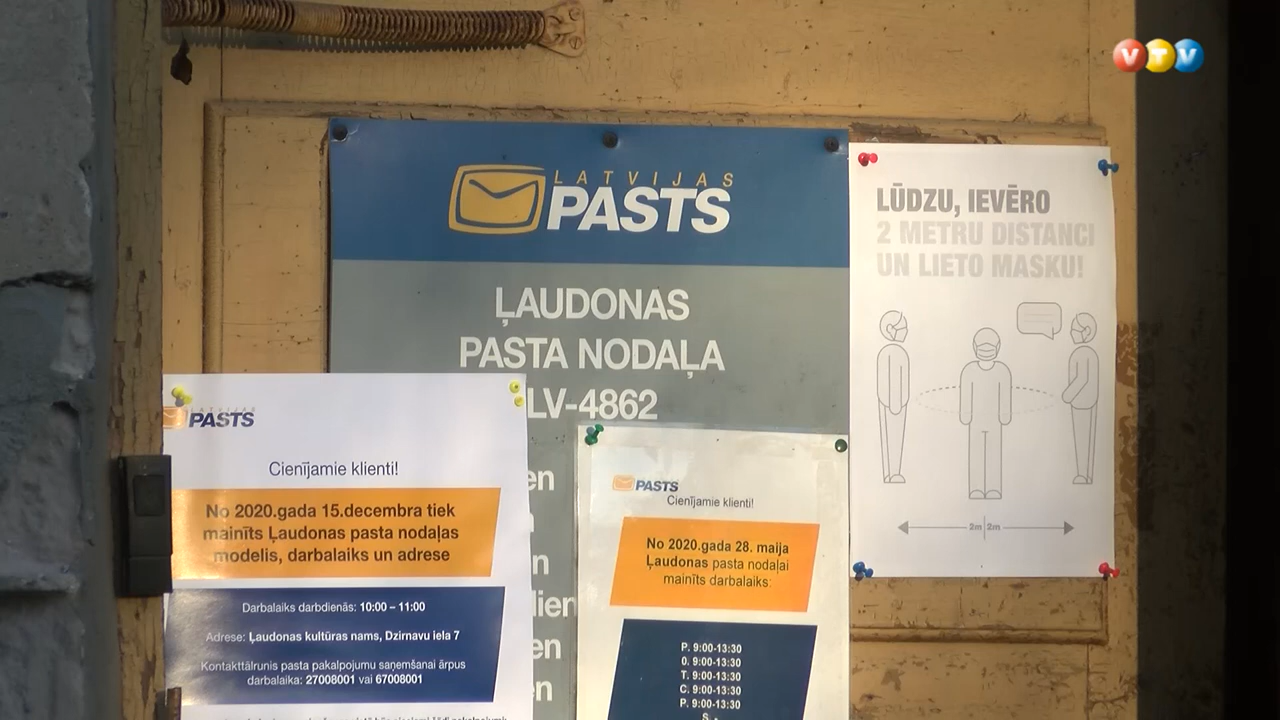 VTV
LATVIJAS
PASTS
ĻAUDONAS
PASTA NODAĻA
LV-4862
LŪDZU, IEVĒRO
2 METRU DISTANCI
UN LIETO MASKU!
2m 2m
LATVIJAS
PASTS
Cienījamie klienti!
No 2020.gada 15.decembra tiek
mainīts Ļaudonas pasta nodaļas
modelis, darbalaiks un adrese
Darbalaiks darbdienās: 10:00 – 11:00
Adrese: Ļaudonas kultūras nams, Dzirnavu iela 7
Kontakttālrunis pasta pakalpojumu saņemšanai ārpus
darbalaika: 27008001 vai 67008001
en
en
en
PASTS
Cienījamie klienti!
No 2020.gada 28. maija
Ļaudonas pasta nodaļai
mainīts darbalaiks:
P. 9:00-13:30
O. 9:00-13:30
T. 9:00-13:30
C. 9:00-13:30
P. 9:00-13:30
S. -